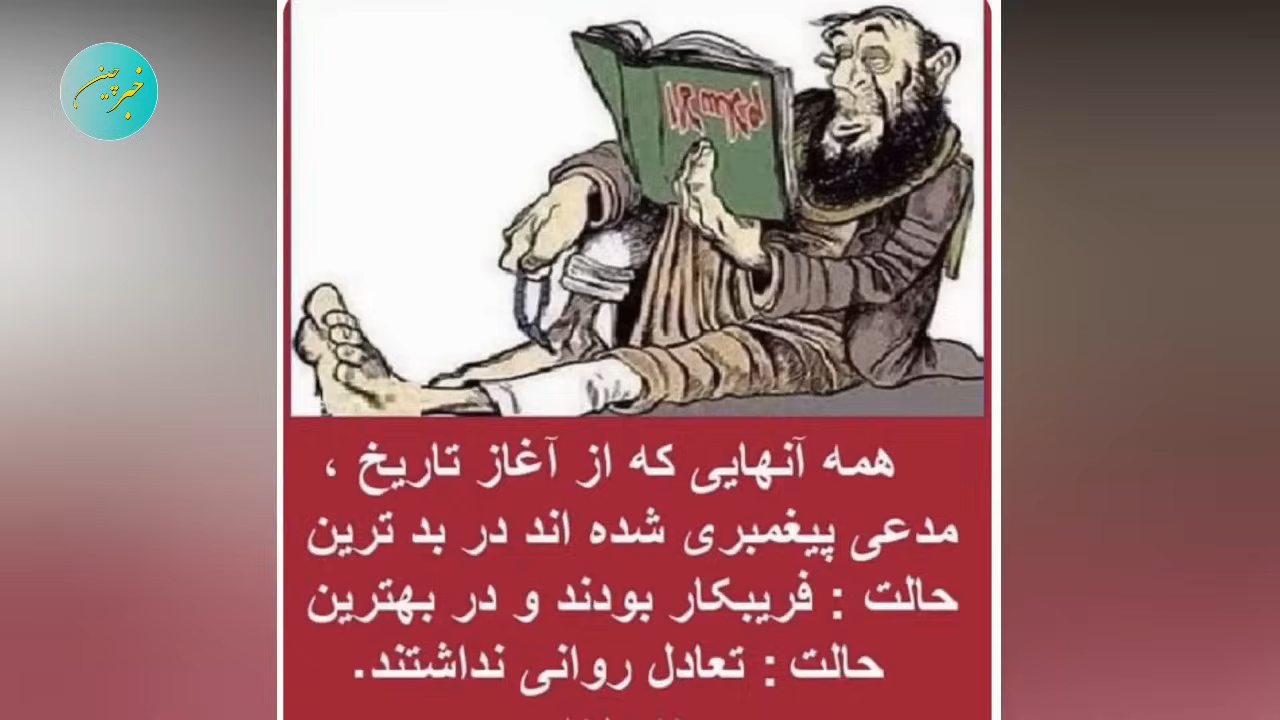 خبرچین
همه آنهایی که از آغاز تاریخ ،
مدعی پیغمبری شده اند در بد ترین
حالت : فریبکار بودند و در بهترین
حالت : تعادل روانی نداشتند.